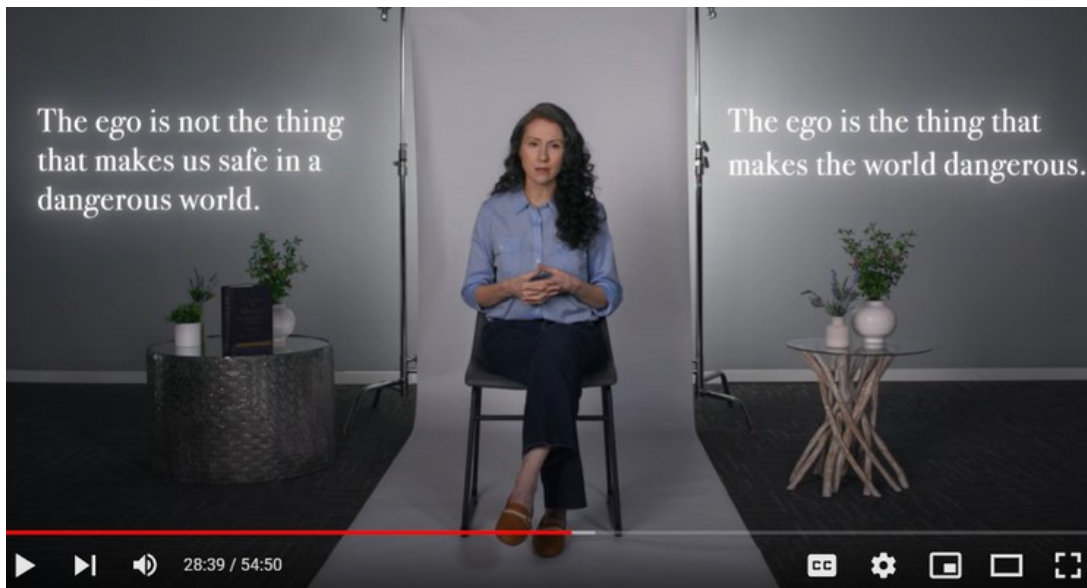 The ego is not the thing
that makes us safe in a
dangerous world.
The ego is the thing that
makes the world dangerous.
28:39 / 54:50
CC